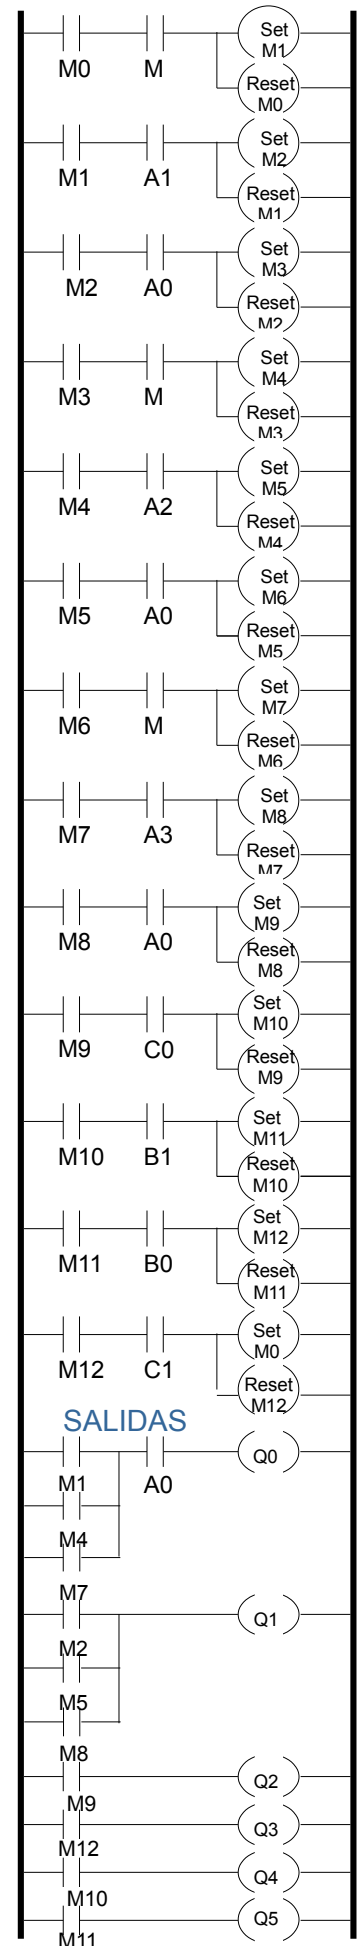 Set
M1
M0 M
Reset
M0
Set
M2
M1 A1
Reset
M1
Set
M3
M2 A0
Reset
M2
Set
M4
M3 M
Reset
M3
Set
M5
M4 A2
Reset
M4
Set
M6
M5 A0
Reset
M5
Set
M7
M6 M
Reset
M6
Set
M8
M7 A3
Reset
M7
Set
M9
M8 A0
Reset
M8
Set
M10
M9 C0
Reset
M9
Set
M11
M10 B1
Reset
M10
Set
M12
M11 B0
Reset
M11
Set
M0
M12 C1
Reset
M12
SALIDAS
Q0
M1 A0
M4
M7
Q1
M2
M5
M8
Q2
M9
Q3
M12
Q4
M10
Q5
M11